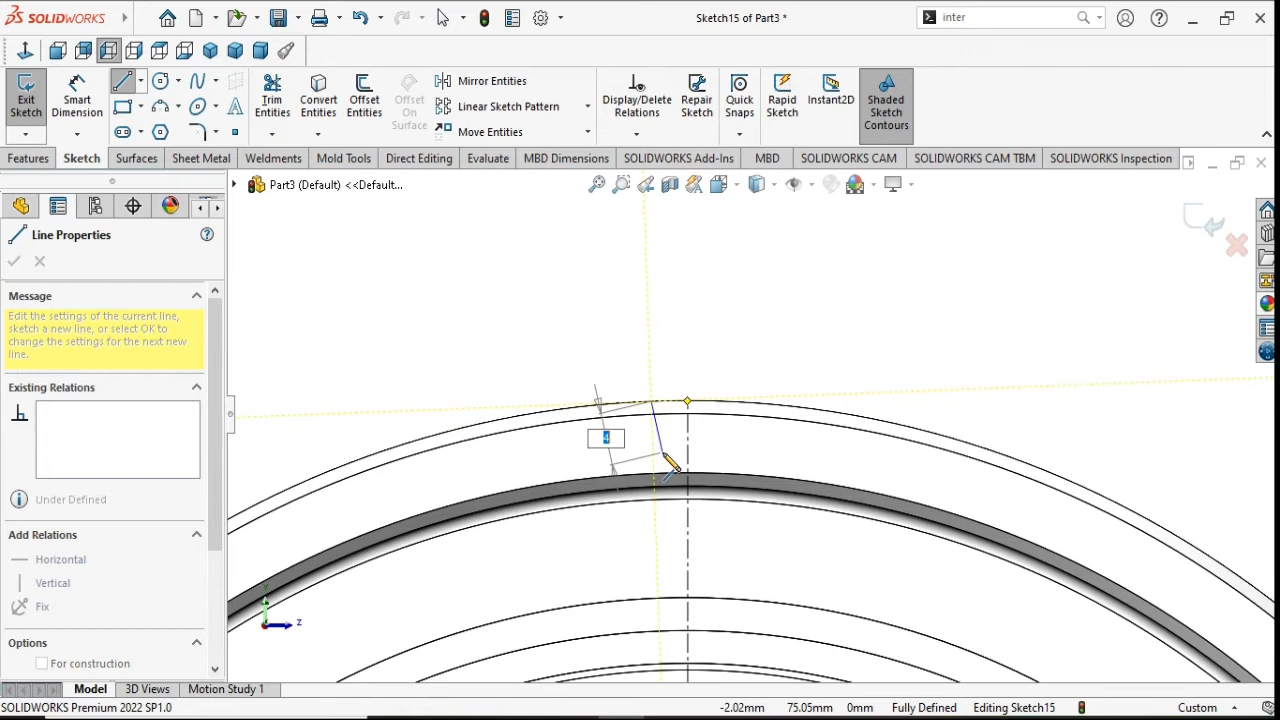 SOLIDWORKS
Sketch15 of Part3 *
inter
Exit Sketch
Smart Dimension
Trim Entities
Convert Entities
Offset Entities
Offset On Surface
Mirror Entities
Linear Sketch Pattern
Move Entities
Display/Delete Relations
Repair Sketch
Quick Snaps
Rapid Sketch
Instant2D
Shaded Sketch Contours
Features
Sketch
Surfaces
Sheet Metal
Weldments
Mold Tools
Direct Editing
Evaluate
MBD Dimensions
SOLIDWORKS Add-Ins
MBD
SOLIDWORKS CAM
SOLIDWORKS CAM TBM
SOLIDWORKS Inspection
Part3 (Default) <<Default...
Line Properties
Message
Edit the settings of the current line,
sketch a new line, or select OK to
change the settings for the next new
line.
Existing Relations
Under Defined
Add Relations
Horizontal
Vertical
Fix
Options
For construction
4
Y
Z
Model
3D Views
Motion Study 1
SOLIDWORKS Premium 2022 SP1.0
-2.02mm
75.05mm
0mm
Fully Defined
Editing Sketch15
Custom